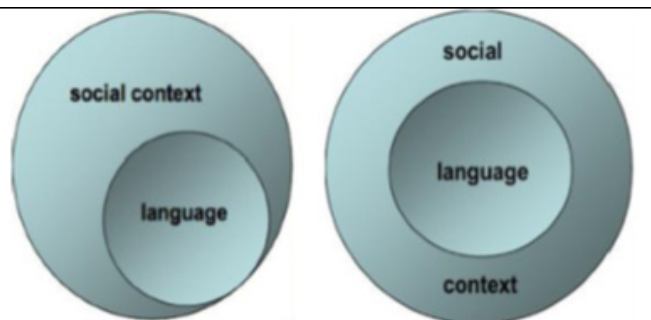 social context
language
social
language
context